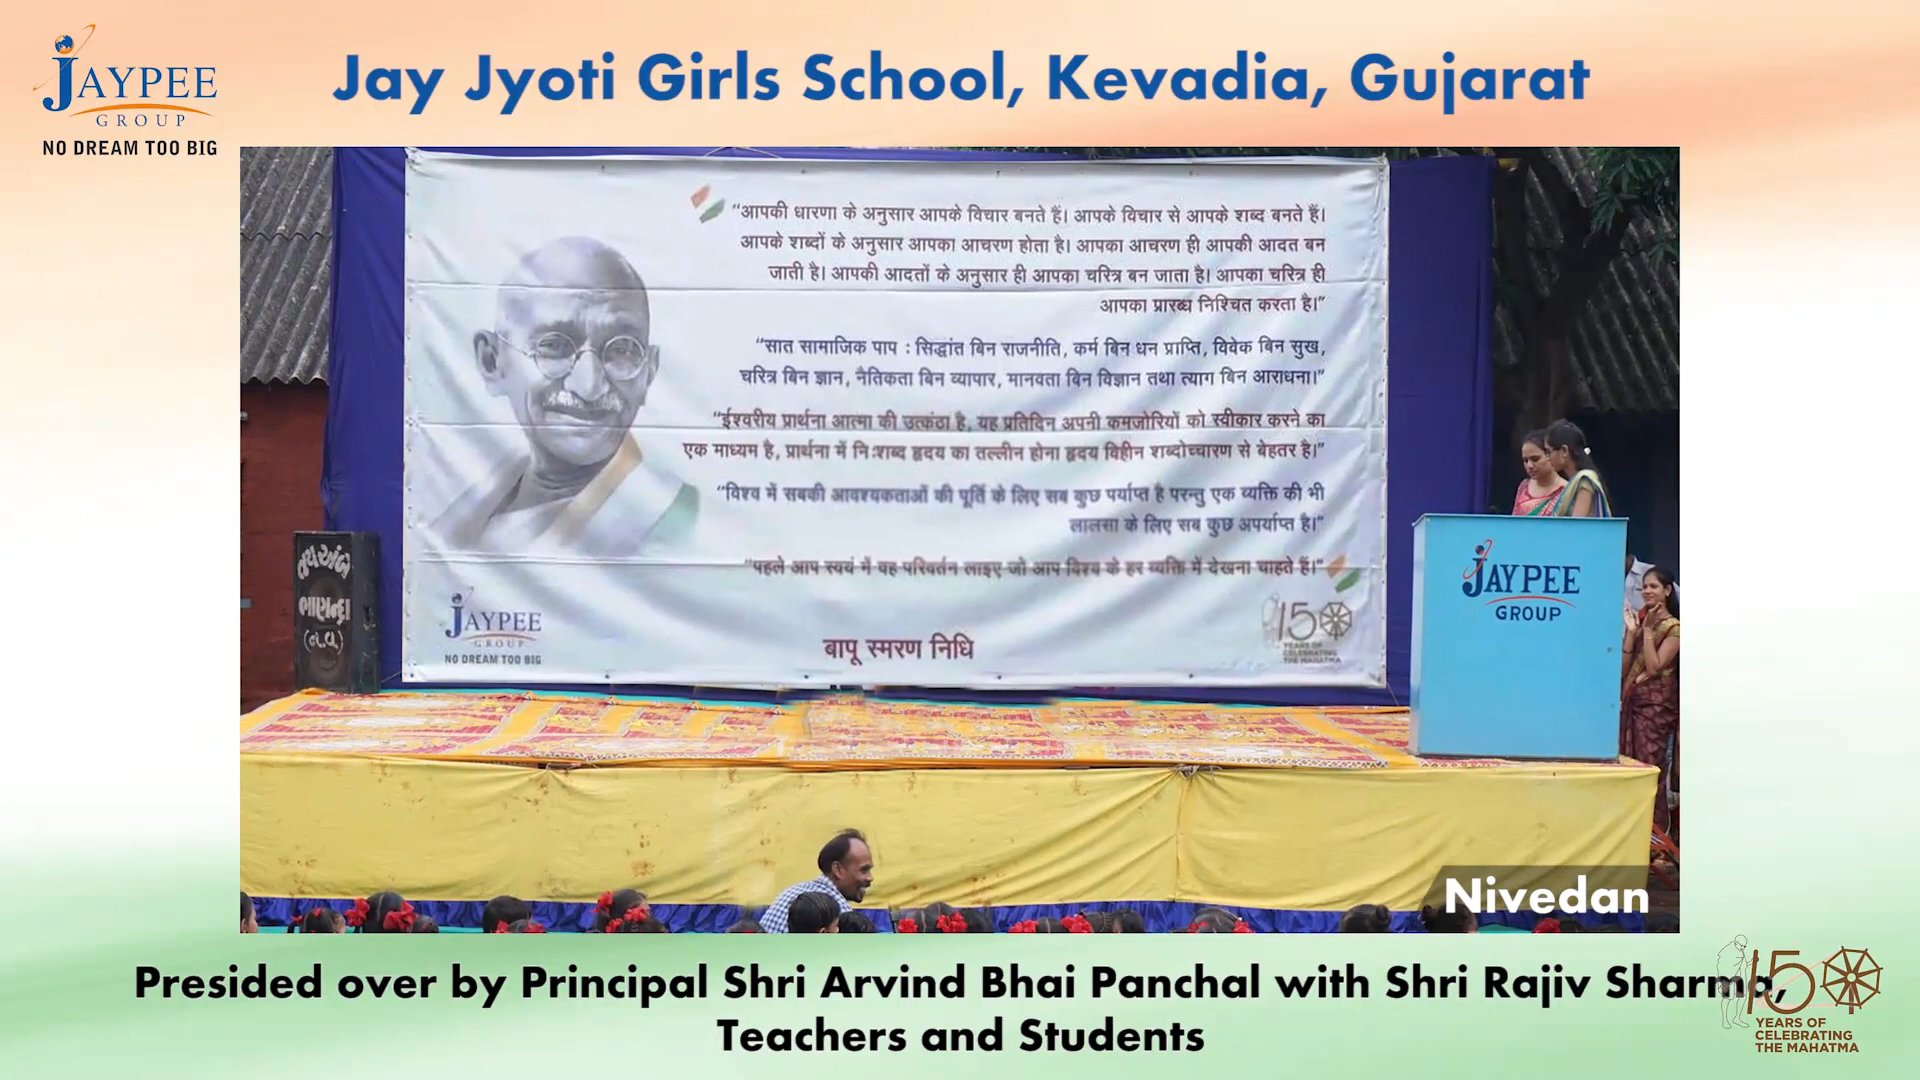 JAYPEE
GROUP
NO DREAM TOO BIG
Jay Jyoti Girls School, Kevadia, Gujarat
“आपकी धारणा के अनुसार आपके विचार बनते हैं। आपके विचार से आपके शब्द बनते हैं।
आपके शब्दों के अनुसार आपका आचरण होता है। आपका आचरण ही आपकी आदत बन
जाती है। आपकी आदतों के अनुसार ही आपका चरित्र बन जाता है। आपका चरित्र ही
आपका प्रारब्ध निश्चित करता है।”
“सात सामाजिक पाप : सिद्धांत बिन राजनीति, कर्म बिन धन प्राप्ति, विवेक बिन सुख,
चरित्र बिन ज्ञान, नैतिकता बिन व्यापार, मानवता बिन विज्ञान तथा त्याग बिन आराधना।”
“ईश्वरीय प्रार्थना आत्मा की उत्कंठा है, यह प्रतिदिन अपनी कमजोरियों को स्वीकार करने का
एक माध्यम है, प्रार्थना में नि:शब्द हृदय का तल्लीन होना हृदय विहीन शब्दोच्चारण से बेहतर है।”
“विश्व में सबकी आवश्यकताओं की पूर्ति के लिए सब कुछ पर्याप्त है परन्तु एक व्यक्ति की भी
लालसा के लिए सब कुछ अपर्याप्त है।”
“पहले आप स्वयं में वह परिवर्तन लाइए जो आप विश्व के हर व्यक्ति में देखना चाहते हैं।”
JAYPEE
GROUP
NO DREAM TOO BIG
बापू स्मरण निधि
150
YEARS OF
CELEBRATING
THE MAHATMA
જય અંબે
(ન.વ.)
JAYPEE
GROUP
Nivedan
Presided over by Principal Shri Arvind Bhai Panchal with Shri Rajiv Sharma,
Teachers and Students
150
YEARS OF
CELEBRATING
THE MAHATMA